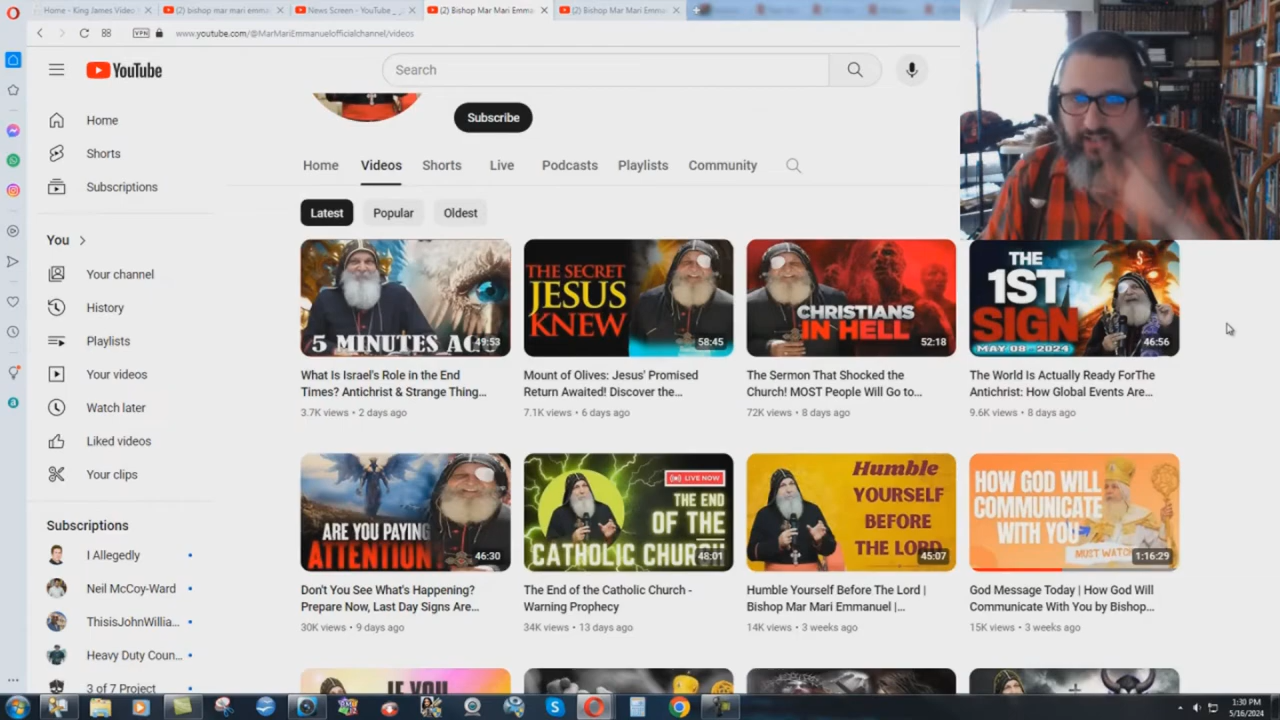 Home - King James Video
(2) bishop mar mari emma
News Screen - YouTube
(2) Bishop Mar Mari Emma
(2) Bishop Mar Mari Emma
VPN
www.youtube.com/@MarMariEmmanuelofficialchannel/videos
YouTube
Search
Subscribe
Home
Shorts
Subscriptions
You
Your channel
History
Playlists
Your videos
Watch later
Liked videos
Your clips
Subscriptions
I Allegedly
Neil McCoy-Ward
ThisisJohnWillia...
Heavy Duty Coun...
3 of 7 Project
Home Videos Shorts Live Podcasts Playlists Community
Latest Popular Oldest
5 MINUTES AG
49:53
What Is Israel's Role in the End
Times? Antichrist & Strange Thing...
3.7K views • 2 days ago
THE SECRET
JESUS
KNEW
58:45
Mount of Olives: Jesus' Promised
Return Awaited! Discover the...
7.1K views • 6 days ago
CHRISTIANS
IN HELL
52:18
The Sermon That Shocked the
Church! MOST People Will Go to...
72K views • 8 days ago
THE
1ST
SIGN
MAY 08 - 2024
46:56
The World Is Actually Ready ForThe
Antichrist: How Global Events Are...
9.6K views • 8 days ago
ARE YOU PAYING
ATTENTION
46:30
Don't You See What's Happening?
Prepare Now, Last Day Signs Are...
30K views • 9 days ago
LIVE NOW
THE END
OF THE
CATHOLIC CHURCH
48:01
The End of the Catholic Church -
Warning Prophecy
34K views • 13 days ago
Humble
YOURSELF
BEFORE
THE LORD
45:07
Humble Yourself Before The Lord |
Bishop Mar Mari Emmanuel |...
14K views • 3 weeks ago
HOW GOD WILL
COMMUNICATE
WITH YOU
MUST WATCH
1:16:29
God Message Today | How God Will
Communicate With You by Bishop...
15K views • 3 weeks ago
IF YOU
1:30 PM
5/16/2024